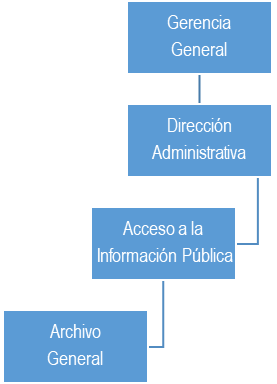 Gerencia
General
Dirección
Administrativa
Acceso a la
Información Pública
Archivo
General